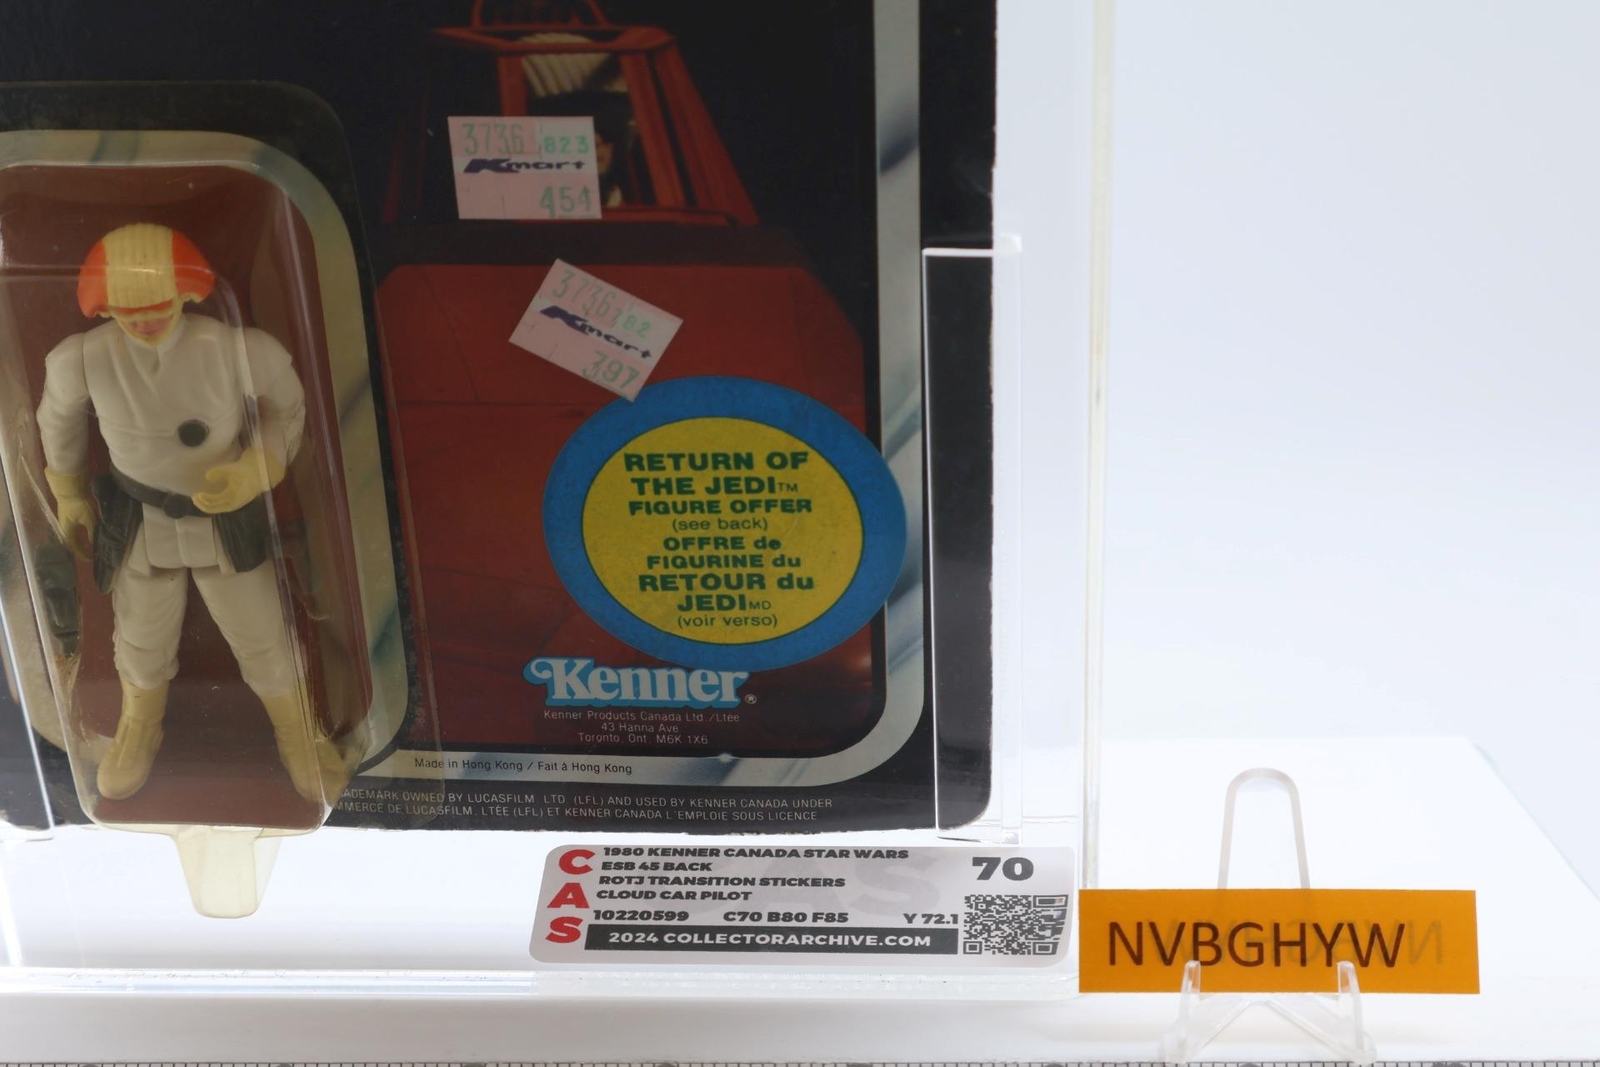 3736 823
Kmart
454
3736 782
Kmart
397
RETURN OF
THE JEDI™
FIGURE OFFER
(see back)
OFFRE de
FIGURINE du
RETOUR du
JEDI MD
(voir verso)
Kenner®
Kenner Products Canada Ltd./Ltée
43 Hanna Ave
Toronto, Ont. M6K 1X6
Made in Hong Kong / Fait à Hong Kong
ADEMARK OWNED BY LUCASFILM LTD. (LFL) AND USED BY KENNER CANADA UNDER
MMERCE DE LUCASFILM, LTÉE (LFL) ET KENNER CANADA L'EMPLOIE SOUS LICENCE
CAS
1980 KENNER CANADA STAR WARS
ESB 45 BACK
ROTJ TRANSITION STICKERS
CLOUD CAR PILOT
70
10220599 C70 B80 F85 Y 72.1
2024 COLLECTORARCHIVE.COM
NVBGHYW